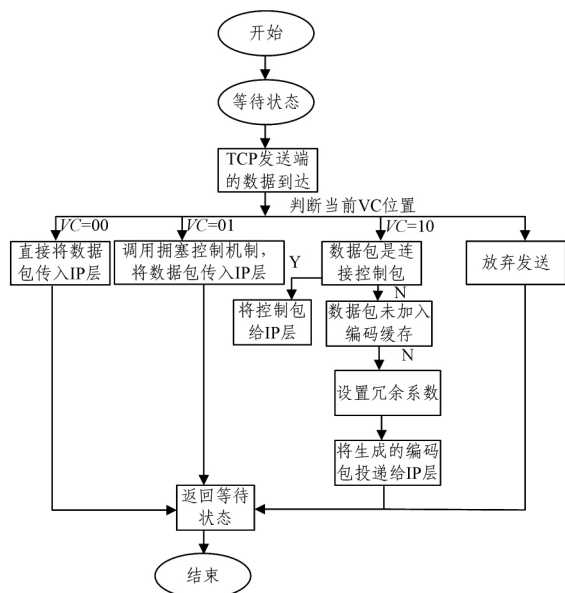 开始
等待状态
TCP发送端
的数据到达
判断当前VC位置
VC=00
VC=01
VC=10
直接将数据
包传入IP层
调用拥塞控制机制，
将数据包传入IP层
数据包是连
接控制包
放弃发送
Y
N
将控制包
给IP层
数据包未加入
编码缓存
N
设置冗余系数
将生成的编码
包投递给IP层
返回等待
状态
结束